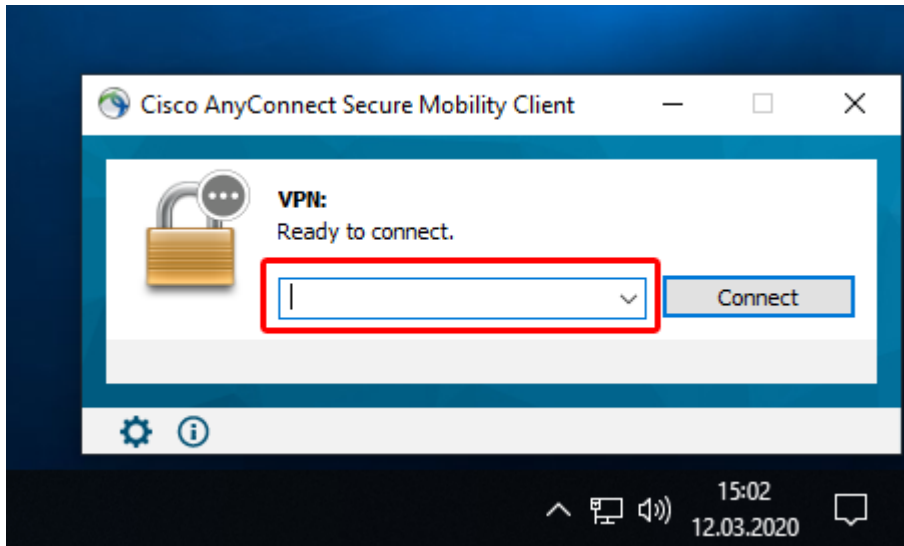 Cisco AnyConnect Secure Mobility Client
VPN:
Ready to connect.
Connect
15:02
12.03.2020